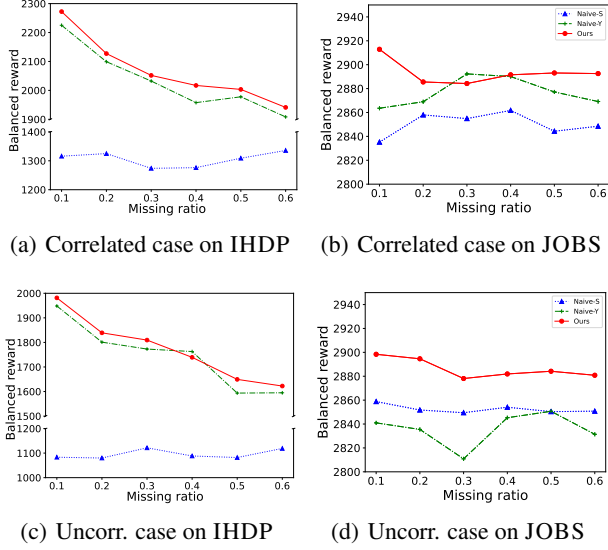 2300
2200
2100
2000
1900
1400
1300
1200
Balanced reward
0.1 0.2 0.3 0.4 0.5 0.6
Missing ratio
(a) Correlated case on IHDP
2940
2920
2900
2880
2860
2840
2820
2800
Balanced reward
Naive-S
Naive-Y
Ours
0.1 0.2 0.3 0.4 0.5 0.6
Missing ratio
(b) Correlated case on JOBS
2000
1900
1800
1700
1600
1500
1200
1100
1000
Balanced reward
0.1 0.2 0.3 0.4 0.5 0.6
Missing ratio
(c) Uncorr. case on IHDP
2940
2920
2900
2880
2860
2840
2820
2800
Balanced reward
Naive-S
Naive-Y
Ours
0.1 0.2 0.3 0.4 0.5 0.6
Missing ratio
(d) Uncorr. case on JOBS